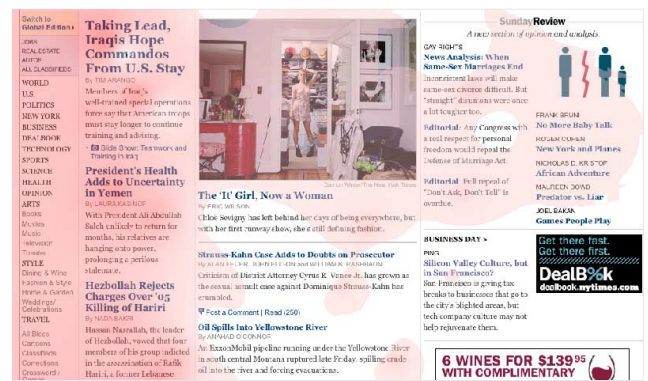 Switch to
Global Edition ›
JOBS
REAL ESTATE
AUTOS
ALL CLASSIFIEDS
WORLD
U.S.
POLITICS
NEW YORK
BUSINESS
DEALBOOK
TECHNOLOGY
SPORTS
SCIENCE
HEALTH
OPINION
ARTS
Books
Movies
Music
Television
Theater
STYLE
Dining & Wine
Fashion & Style
Home & Garden
Weddings/
Celebrations
TRAVEL
All Blogs
Cartoons
Classifieds
Corrections
Crossword /
Taking Lead,
Iraqis Hope
Commandos
From U.S. Stay
By TIM ARANGO
Members of Iraq's
well-trained special operations
force say that American troops
must stay longer to continue
training and advising.
Slide Show: Teamwork and
Training in Iraq
President's Health
Adds to Uncertainty
in Yemen
By LAURA KASINOF
With President Ali Abdullah
Saleh unlikely to return for
months, his relatives are
hanging onto power,
prolonging a perilous
stalemate.
Hezbollah Rejects
Charges Over '05
Killing of Hariri
By NADA BAKRI
Hassan Nasrallah, the leader
of Hezbollah, vowed that four
members of his group indicted
in the assassination of Rafik
Hariri, a former Lebanese
The New York Times
The 'It' Girl, Now a Woman
By ERIC WILSON
Chloë Sevigny has left behind her days of being everywhere, but
with her first runway show, she's still defining fashion.
Strauss-Kahn Case Adds to Doubts on Prosecutor
By ALAN FEUER, JOHN ELIGON and WILLIAM K. RASHBAUM
Criticism of District Attorney Cyrus R. Vance Jr. has grown as
the sexual assault case against Dominique Strauss-Kahn has
crumbled.
Post a Comment | Read (250)
Oil Spills Into Yellowstone River
By ANAHAD O'CONNOR
An ExxonMobil pipeline running under the Yellowstone River
in south central Montana ruptured late Friday, spilling crude
oil into the river and forcing evacuations.
SundayReview
A new section of opinion and analysis.
GAY RIGHTS
News Analysis: When
Same-Sex Marriages End
Inconsistent laws will make
same-sex divorce difficult. But
"straight" disunions were once
a lot tougher too.
Editorial: Any Congress with
a real respect for personal
freedom would repeal the
Defense of Marriage Act.
Editorial: Full repeal of
"Don't Ask, Don't Tell" is
overdue.
FRANK BRUNI
No More Baby Talk
ROGER COHEN
New York and Planes
NICHOLAS D. KRISTOF
African Adventure
MAUREEN DOWD
Predator vs. Liar
JOEL BAKAN
Games People Play
BUSINESS DAY »
PING
Silicon Valley Culture, but
in San Francisco?
San Francisco is giving tax
breaks to businesses that go to
the city's blighted areas, but
tech company culture may not
help rejuvenate them.
Get there fast.
Get there first.
DealB%k
dealbook.nytimes.com
6 WINES FOR $13995
WITH COMPLIMENTARY